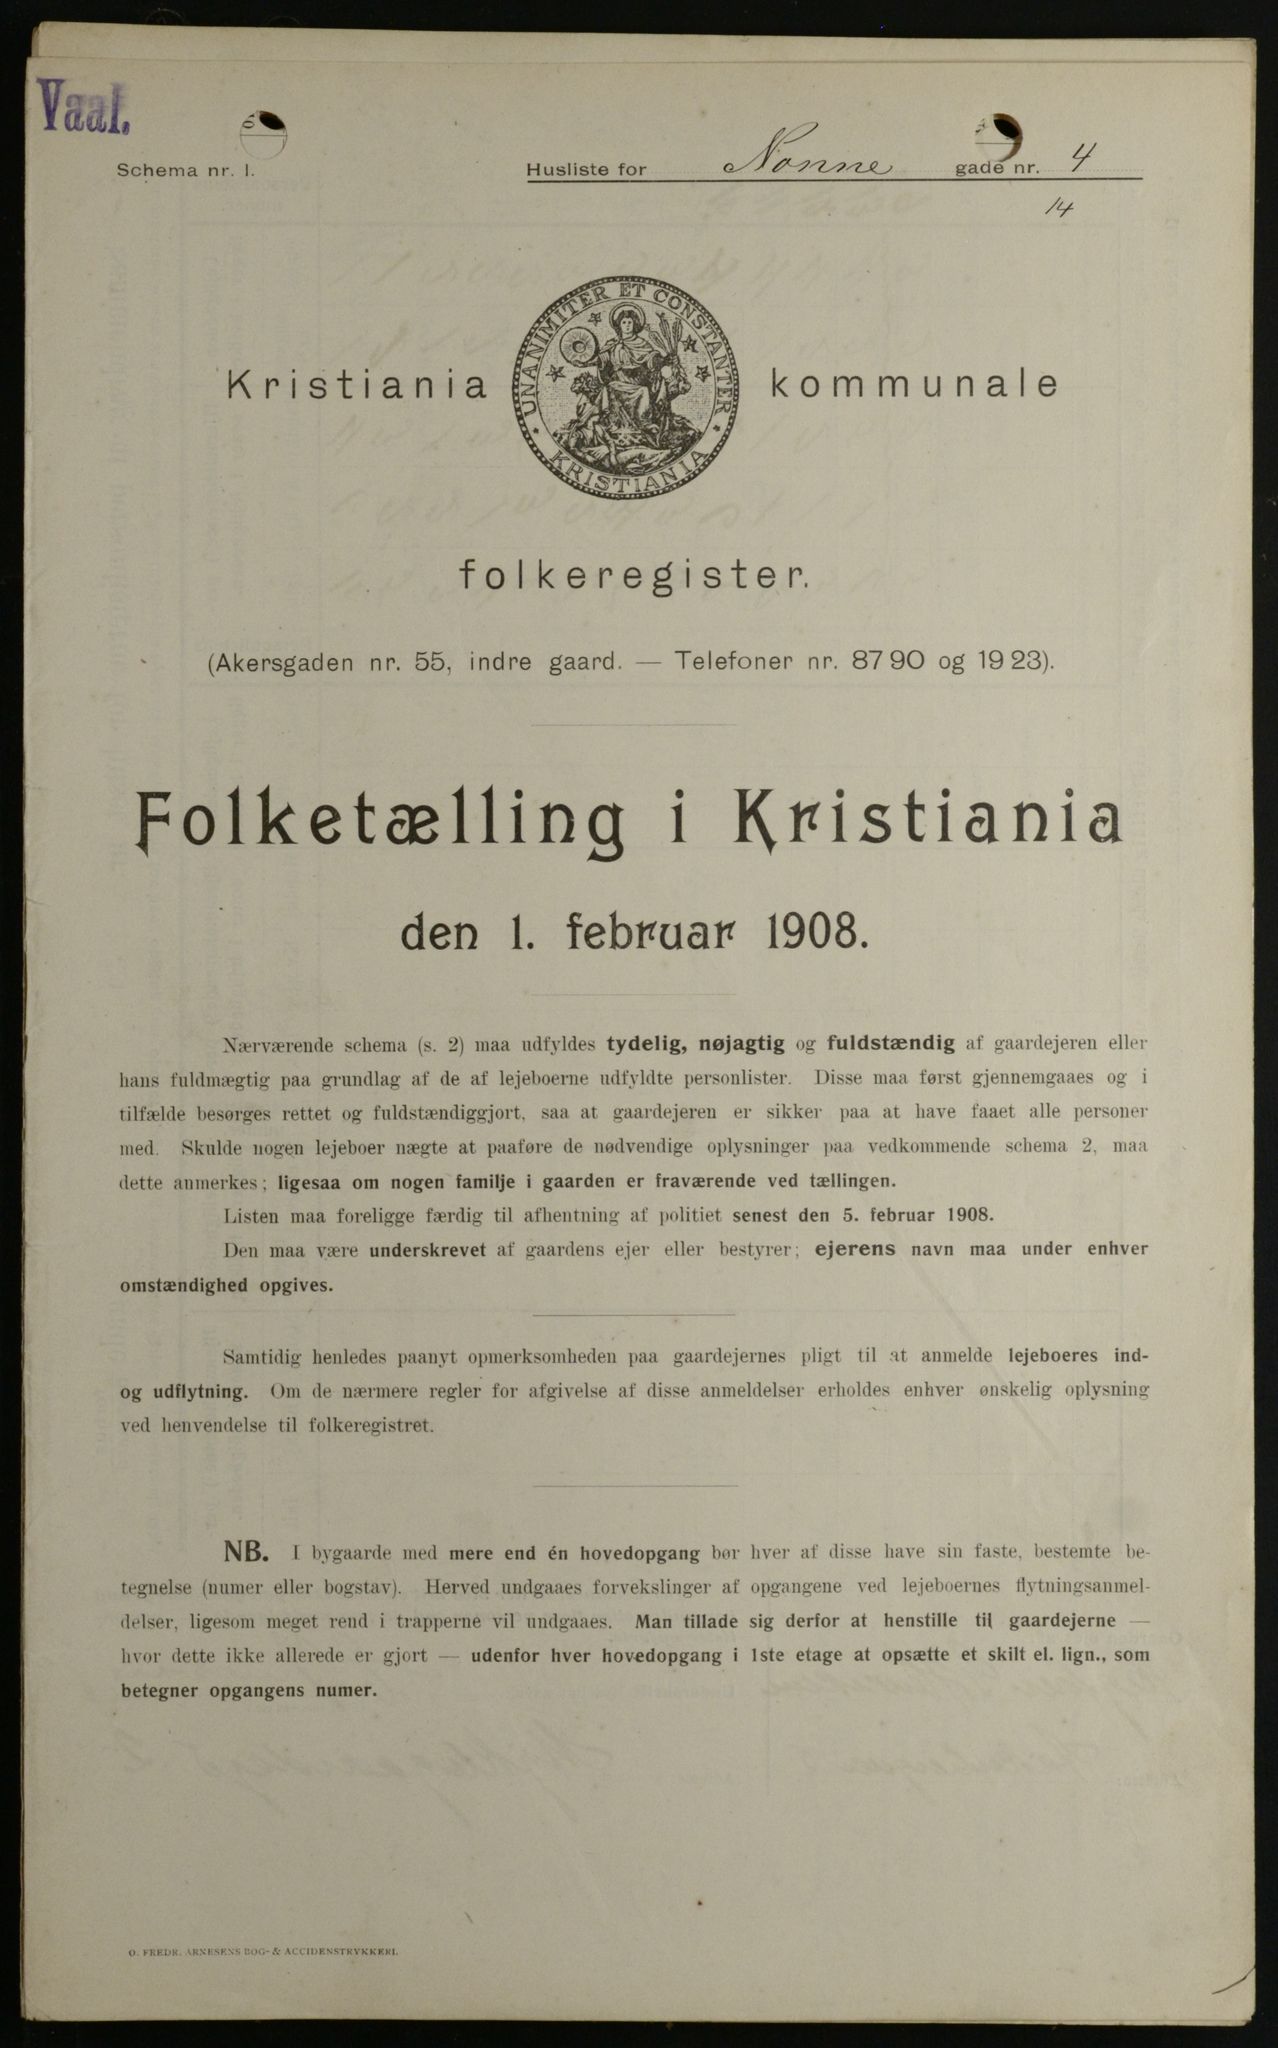 Vaal.
Schema nr. 1.
Husliste for Nonne gade nr. 4
14
UNANIMITER ET CONSTANTER
KRISTIANIA
Kristiania kommunale
folkeregister.
(Akersgaden nr. 55, indre gaard. — Telefoner nr. 8790 og 1923).
Folketælling i Kristiania
den 1. februar 1908.
Nærværende schema (s. 2) maa udfyldes tydelig, nøjagtig og fuldstændig af gaardejeren eller
hans fuldmægtig paa grundlag af de af lejeboerne udfyldte personlister. Disse maa først gjennemgaaes og i
tilfælde besørges rettet og fuldstændiggjort, saa at gaardejeren er sikker paa at have faaet alle personer
med. Skulde nogen lejeboer nægte at paaføre de nødvendige oplysninger paa vedkommende schema 2, maa
dette anmerkes; ligesaa om nogen familje i gaarden er fraværende ved tællingen.
Listen maa foreligge færdig til afhentning af politiet senest den 5. februar 1908.
Den maa være underskrevet af gaardens ejer eller bestyrer; ejerens navn maa under enhver
omstændighed opgives.
Samtidig henledes paanyt opmerksomheden paa gaardejernes pligt til at anmelde lejeboeres ind-
og udflytning. Om de nærmere regler for afgivelse af disse anmeldelser erholdes enhver ønskelig oplysning
ved henvendelse til folkeregistret.
NB. I bygaarde med mere end én hovedopgang bør hver af disse have sin faste, bestemte be-
tegnelse (numer eller bogstav). Herved undgaaes forvekslinger af opgangene ved lejeboernes flytningsanmel-
delser, ligesom meget rend i trapperne vil undgaaes. Man tillade sig derfor at henstille til gaardejerne —
hvor dette ikke allerede er gjort — udenfor hver hovedopgang i 1ste etage at opsætte et skilt el. lign., som
betegner opgangens numer.
O. FREDR. ARNESENS BOG- & ACCIDENSTRYKKERI.